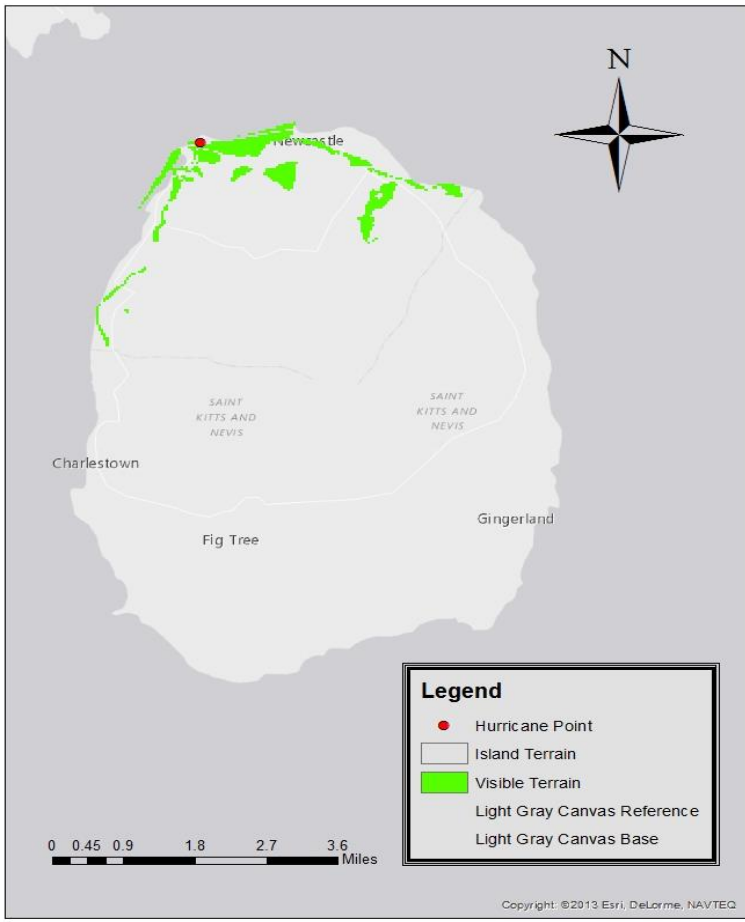 N
Newcastle
SAINT
KITTS AND
NEVIS
SAINT
KITTS AND
NEVIS
Charlestown
Gingerland
Fig Tree
Legend
Hurricane Point
Island Terrain
Visible Terrain
Light Gray Canvas Reference
Light Gray Canvas Base
0 0.45 0.9 1.8 2.7 3.6
Miles
Copyright: ©2013 Esri, DeLorme, NAVTEQ